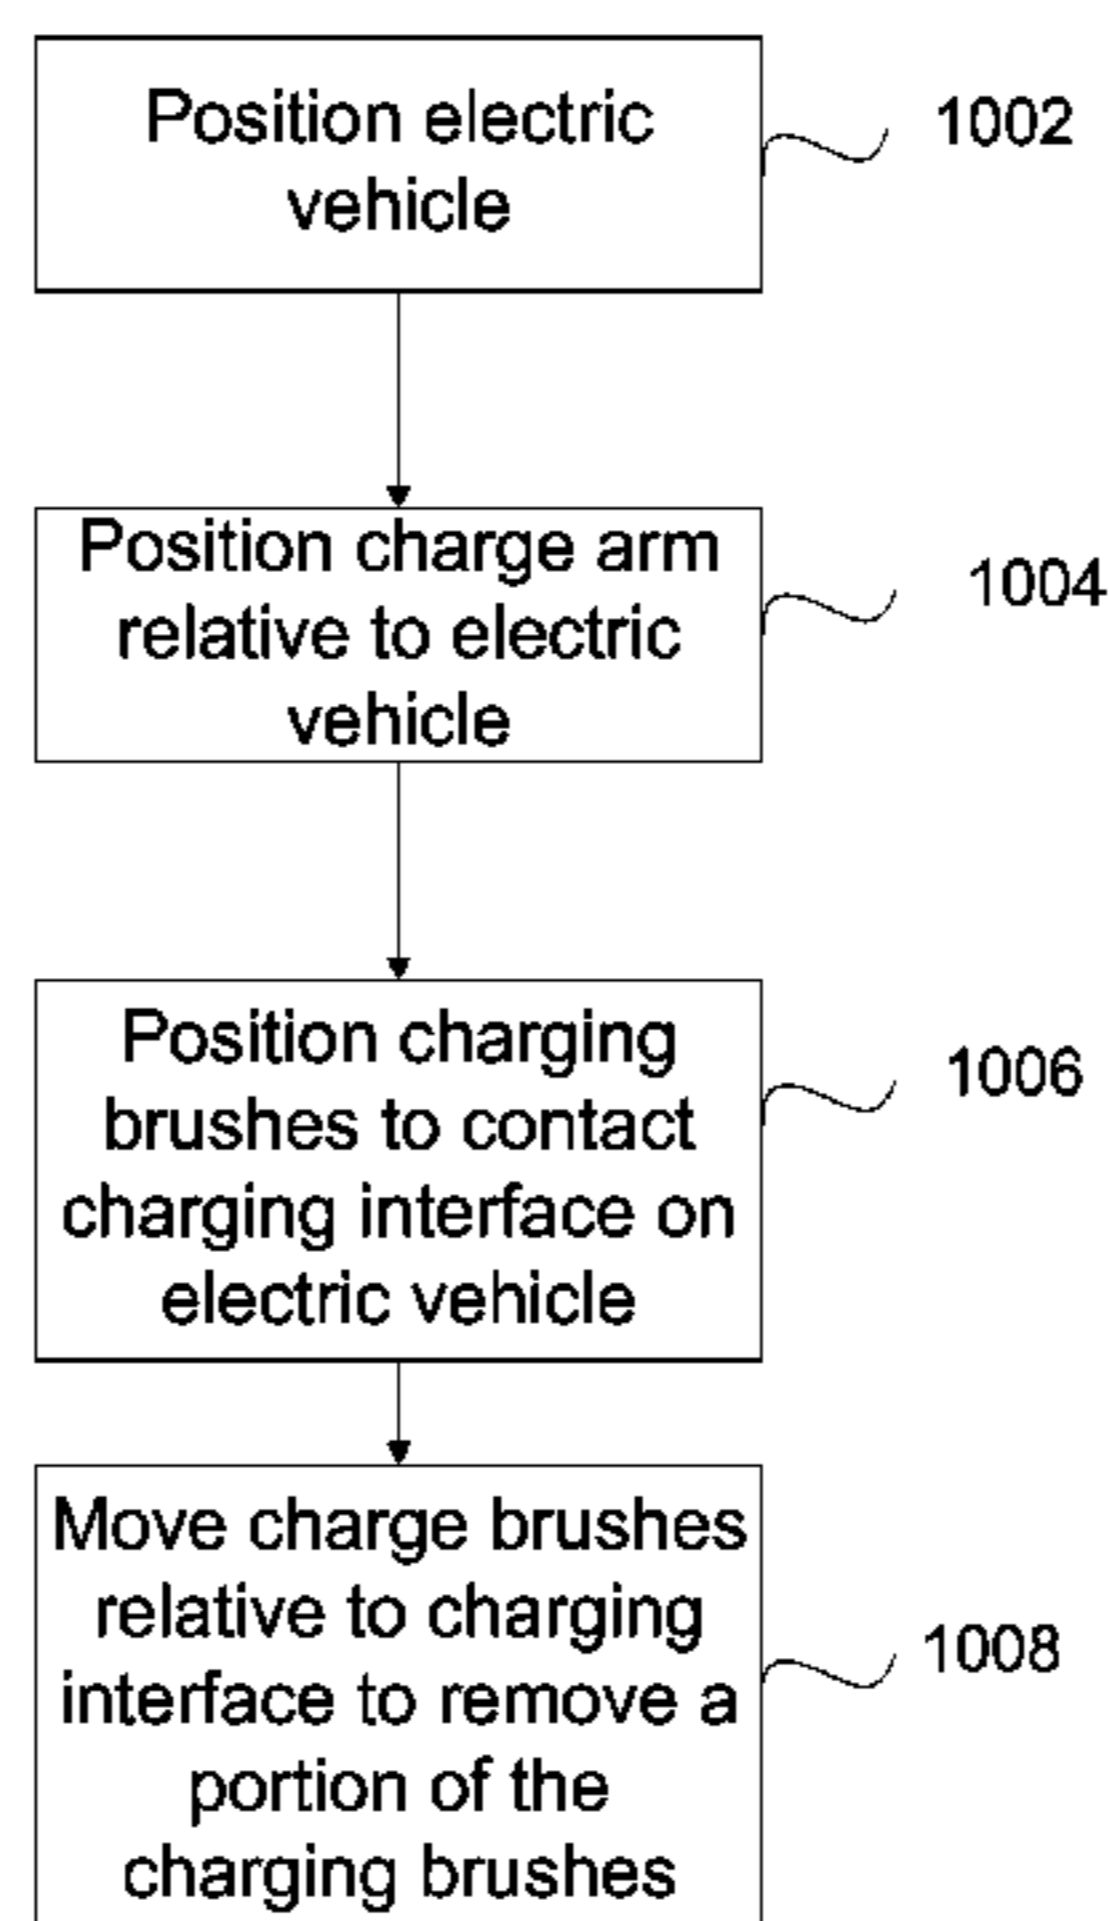 Position electric
vehicle
1002
Position charge arm
relative to electric
vehicle
1004
Position charging
brushes to contact
charging interface on
electric vehicle
1006
Move charge brushes
relative to charging
interface to remove a
portion of the
charging brushes
1008